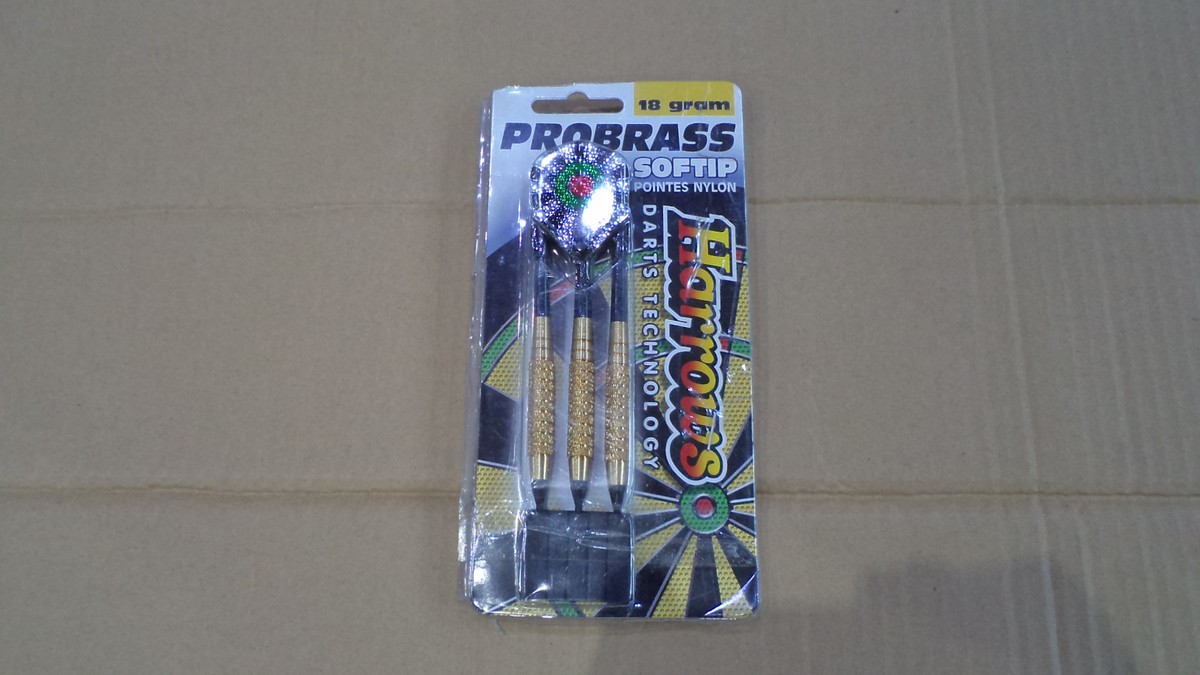 18 gram
PROBRASS
SOFTIP
POINTES NYLON
Harrows
DARTS TECHNOLOGY